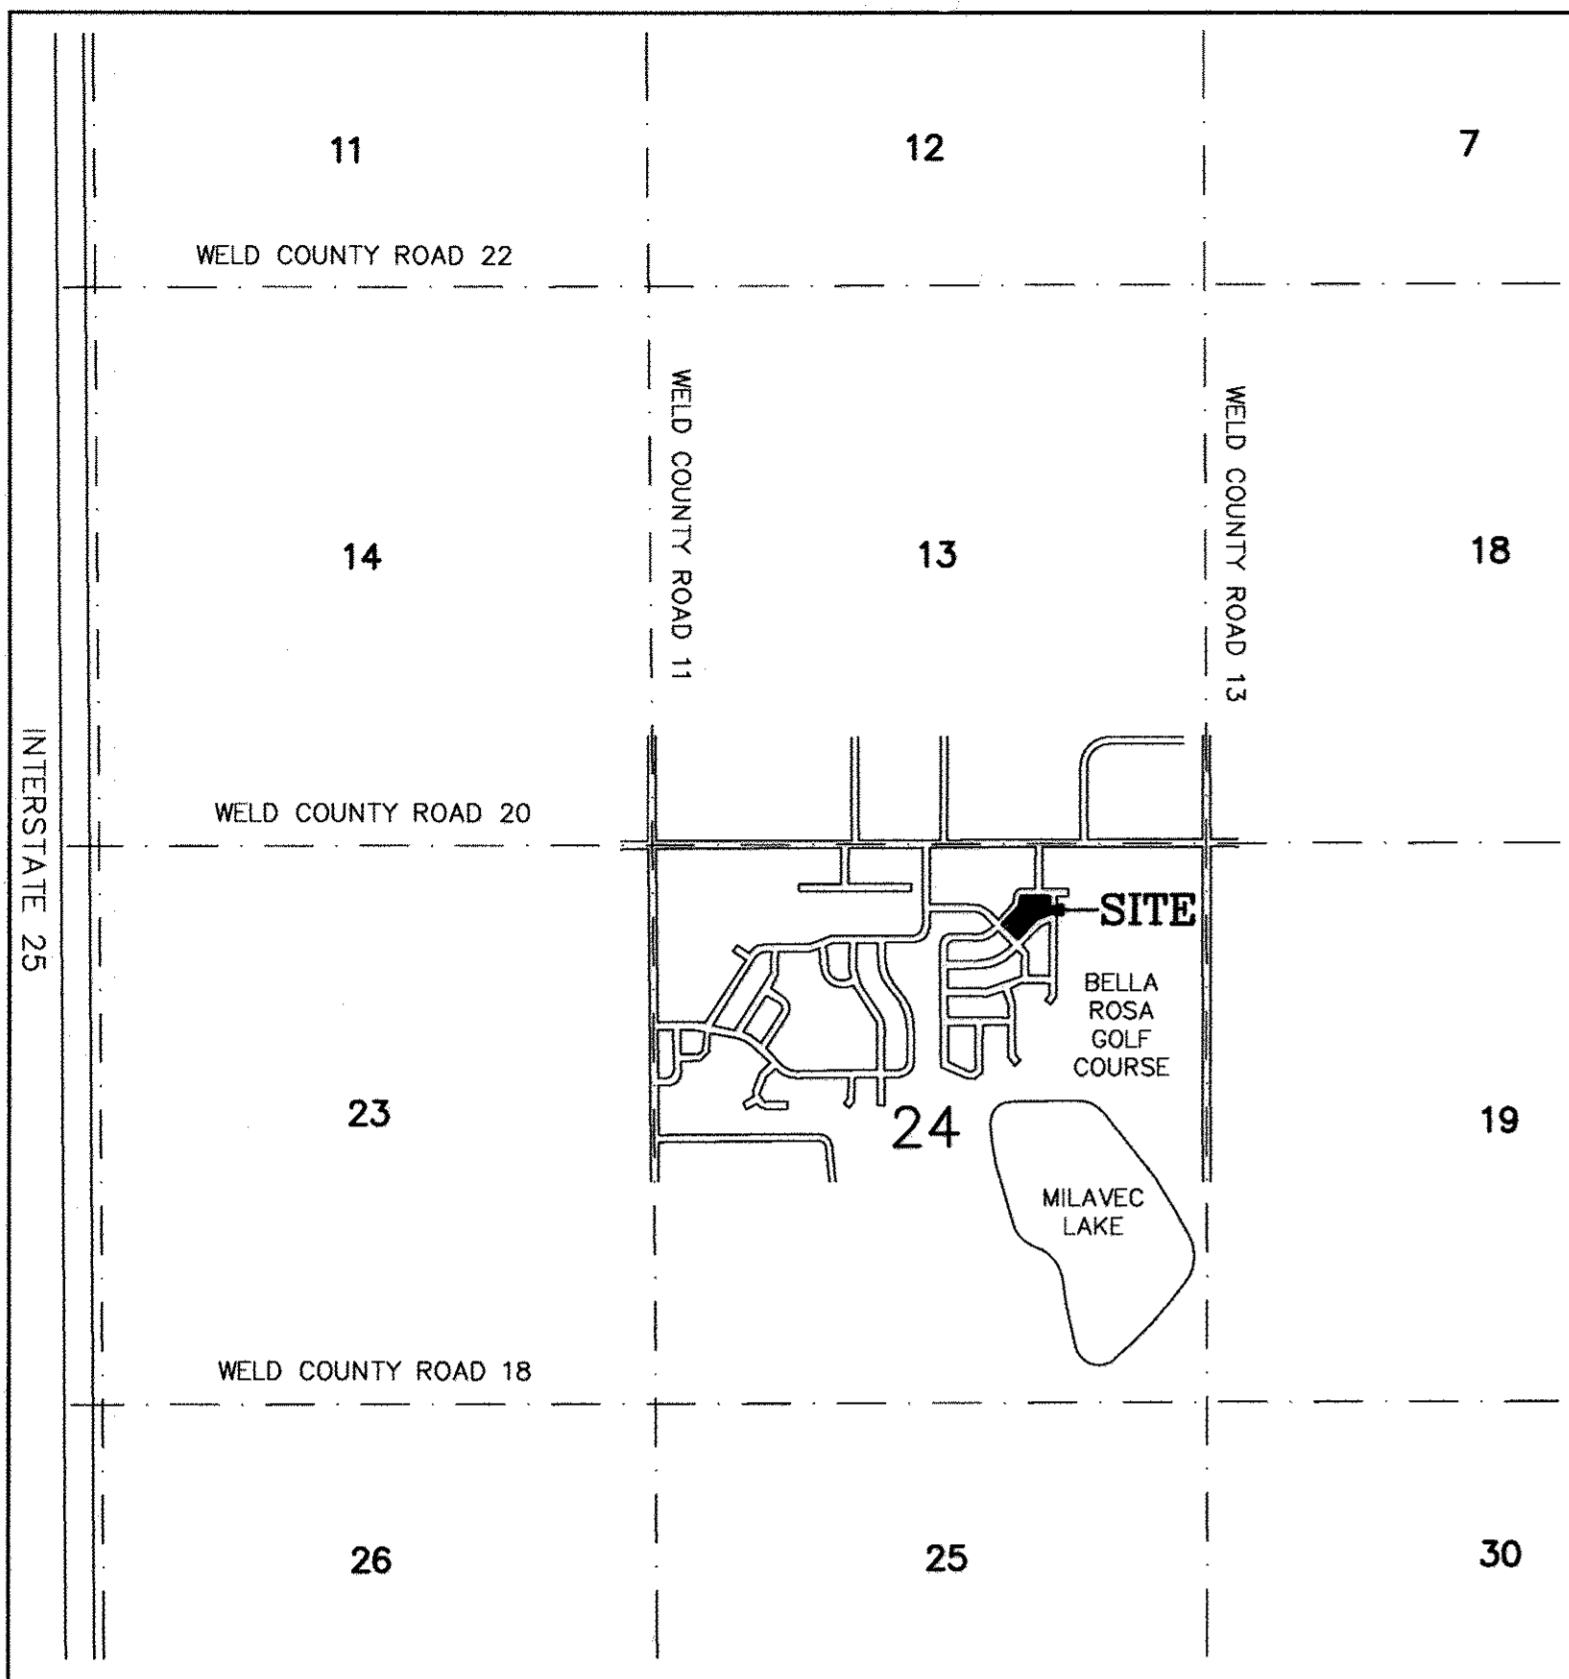 11
12
7
WELD COUNTY ROAD 22
WELD COUNTY ROAD 11
WELD COUNTY ROAD 13
14
13
18
INTERSTATE 25
WELD COUNTY ROAD 20
SITE
BELLA
ROSA
GOLF
COURSE
23
24
19
MILAVEC
LAKE
WELD COUNTY ROAD 18
26
25
30